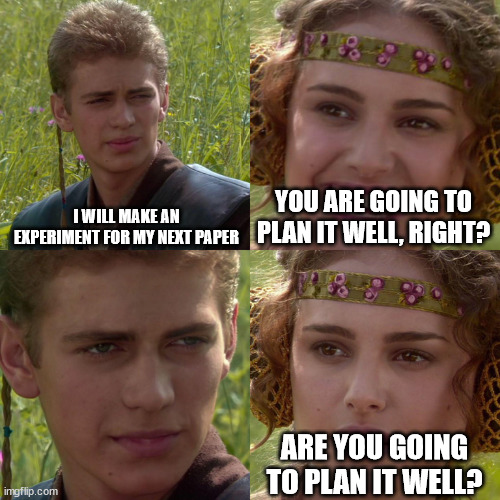 I WILL MAKE AN
EXPERIMENT FOR MY NEXT PAPER
YOU ARE GOING TO
PLAN IT WELL, RIGHT?
ARE YOU GOING
TO PLAN IT WELL?
imgflip.com